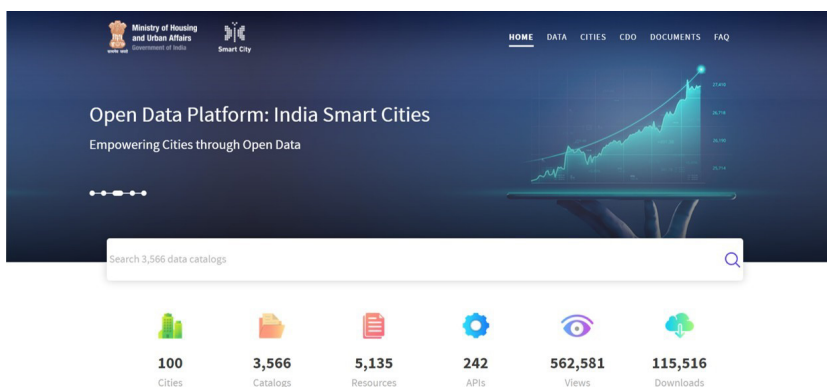 Ministry of Housing
and Urban Affairs
Government of India
Smart City
HOME DATA CITIES CDO DOCUMENTS FAQ
Open Data Platform: India Smart Cities
Empowering Cities through Open Data
Search 3,566 data catalogs
100
Cities
3,566
Catalogs
5,135
Resources
242
APIs
562,581
Views
115,516
Downloads